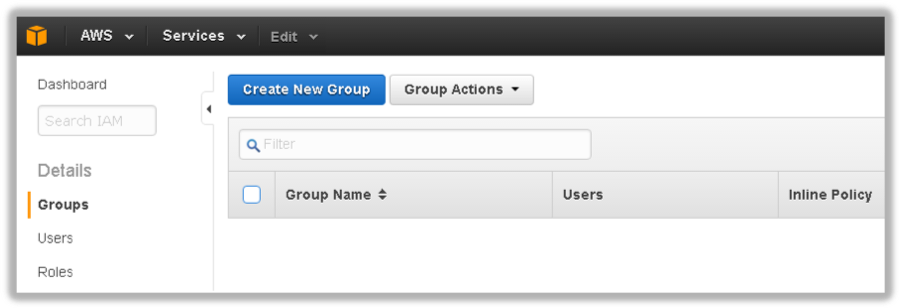 AWS Services Edit
Dashboard
Create New Group Group Actions
Search IAM
Filter
Details
Group Name Users Inline Policy
Groups
Users
Roles